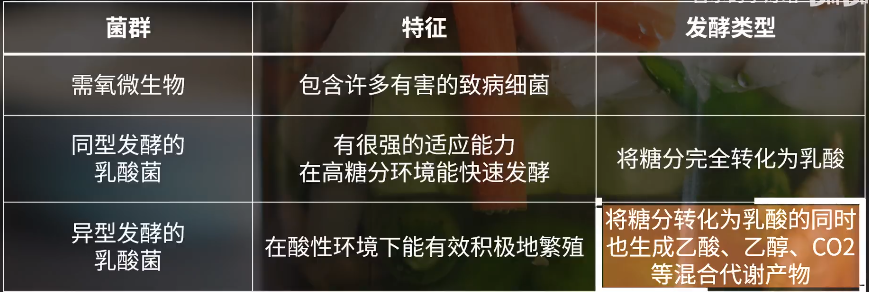 菌群
特征
发酵类型
需氧微生物
包含许多有害的致病细菌
同型发酵的
乳酸菌
有很强的适应能力
在高糖分环境能快速发酵
将糖分完全转化为乳酸
异型发酵的
乳酸菌
在酸性环境下能有效积极地繁殖
将糖分转化为乳酸的同时
也生成乙酸、乙醇、CO2
等混合代谢产物